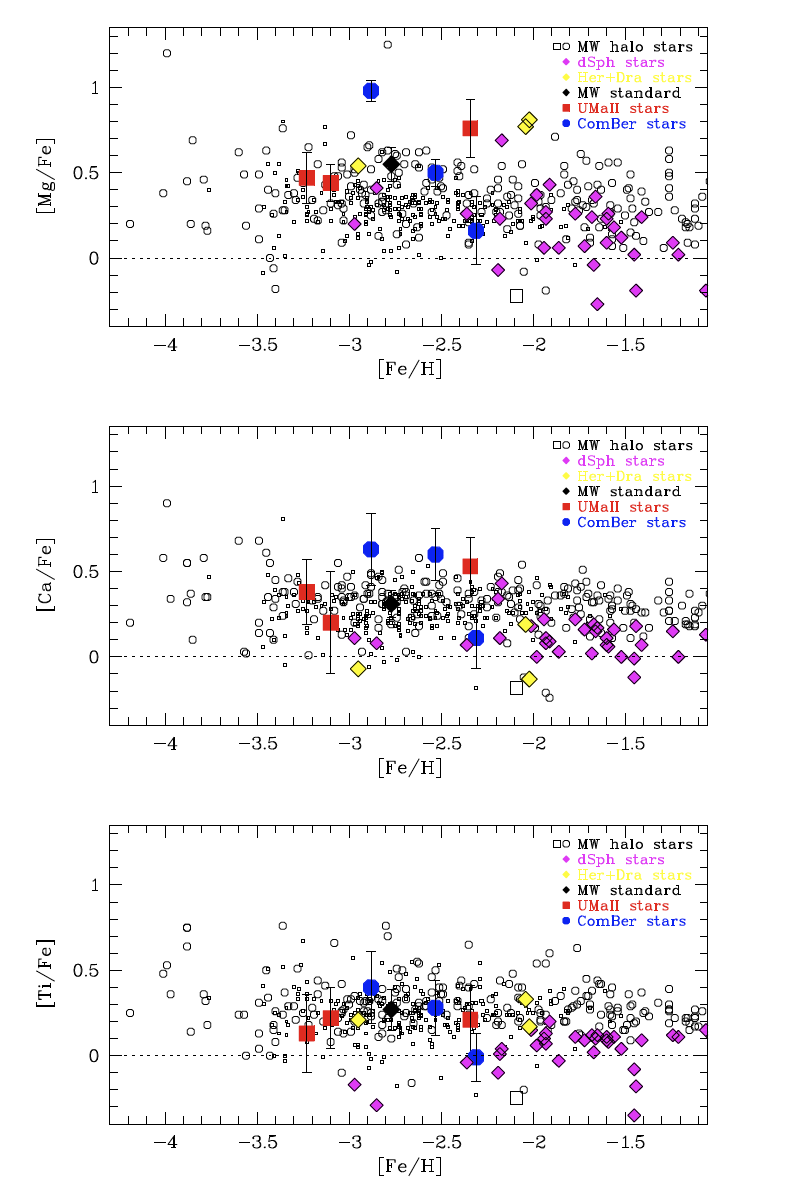 [Mg/Fe]
1
0.5
0
MW halo stars
dSph stars
Her+Dra stars
MW standard
UMaII stars
ComBer stars
−4 −3.5 −3 −2.5 −2 −1.5
[Fe/H]
[Ca/Fe]
1
0.5
0
MW halo stars
dSph stars
Her+Dra stars
MW standard
UMaII stars
ComBer stars
−4 −3.5 −3 −2.5 −2 −1.5
[Fe/H]
[Ti/Fe]
1
0.5
0
MW halo stars
dSph stars
Her+Dra stars
MW standard
UMaII stars
ComBer stars
−4 −3.5 −3 −2.5 −2 −1.5
[Fe/H]